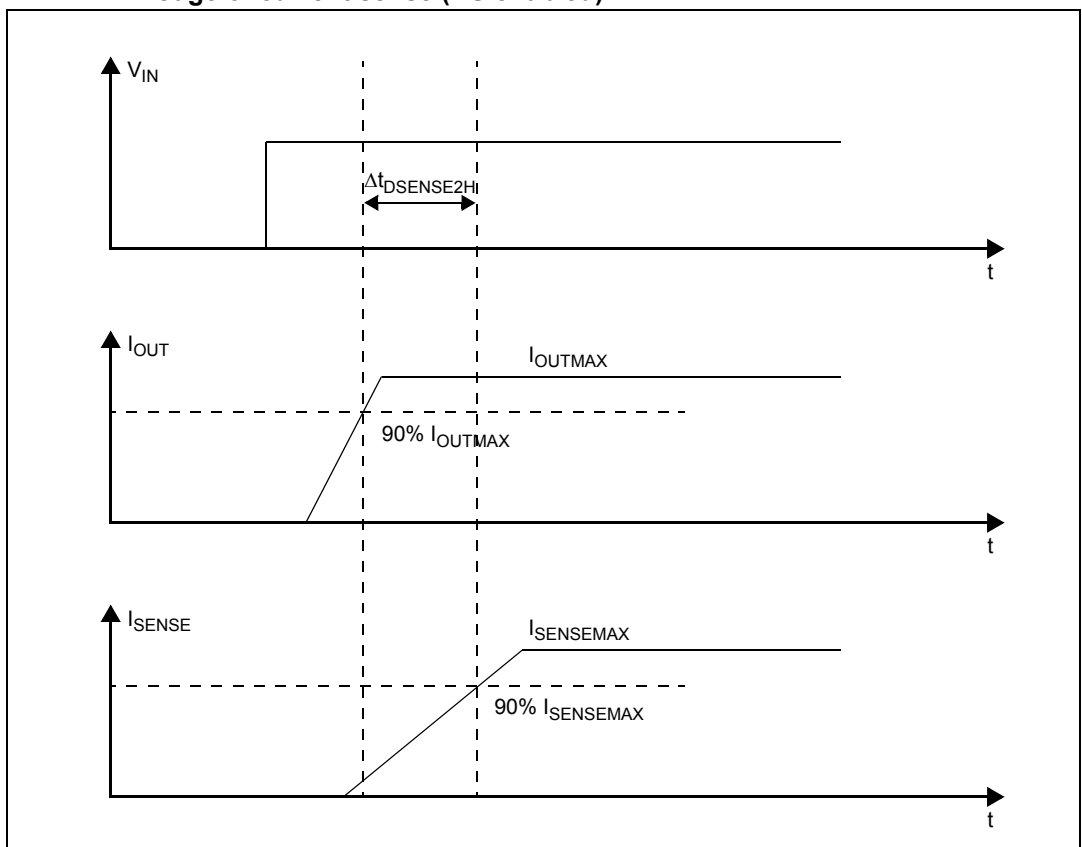 V_IN
Δt_DSENSE2H
t
I_OUT
I_OUTMAX
90% I_OUTMAX
t
I_SENSE
I_SENSEMAX
90% I_SENSEMAX
t